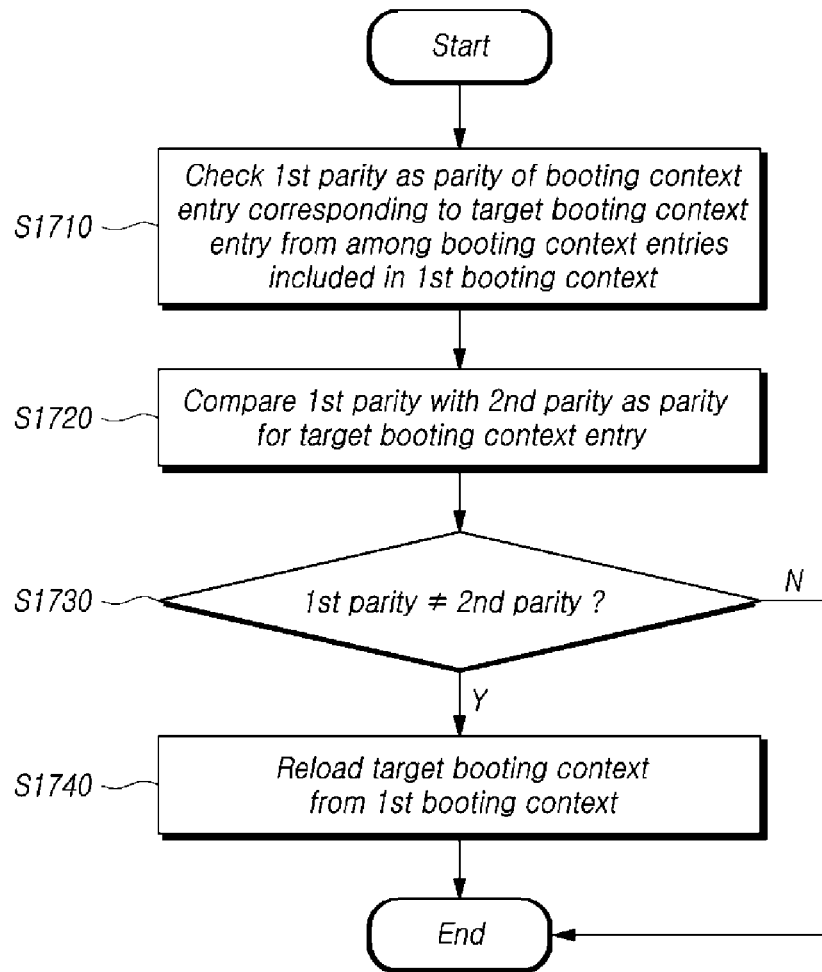 Start
S1710
Check 1st parity as parity of booting context
entry corresponding to target booting context
entry from among booting context entries
included in 1st booting context
S1720
Compare 1st parity with 2nd parity as parity
for target booting context entry
S1730
1st parity ≠ 2nd parity ?
N
Y
S1740
Reload target booting context
from 1st booting context
End